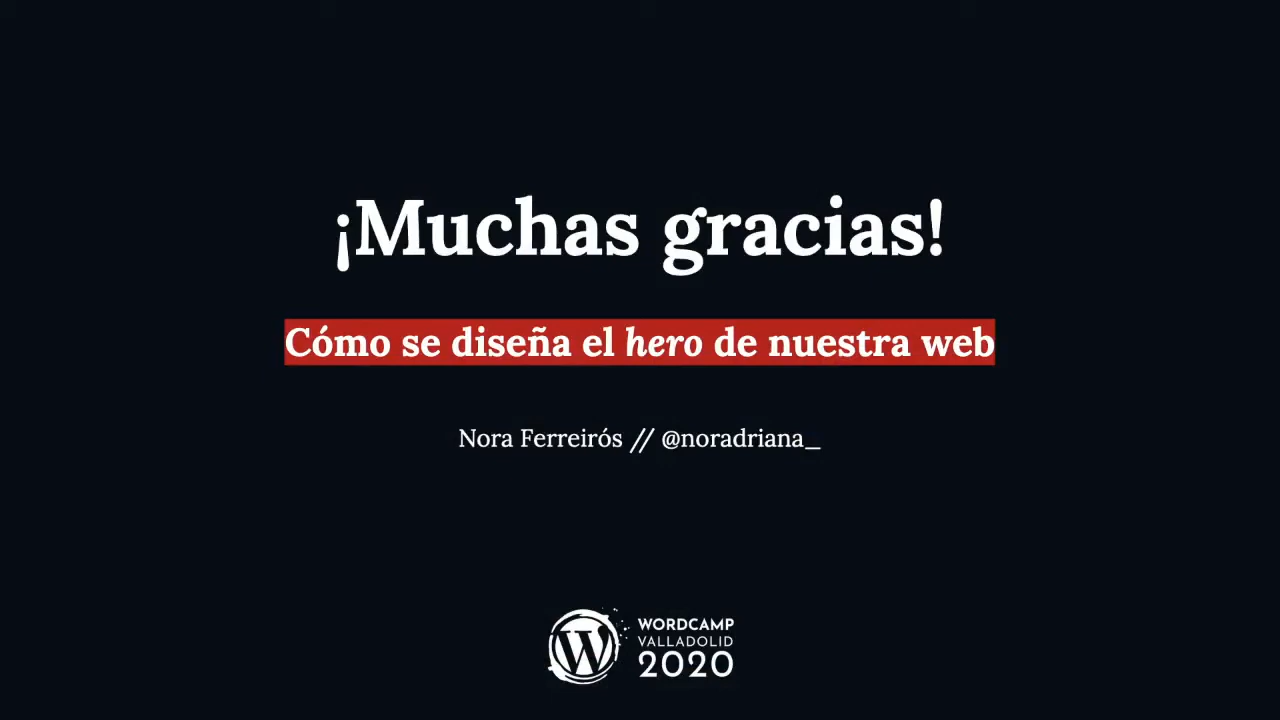 ¡Muchas gracias!
Cómo se diseña el hero de nuestra web
Nora Ferreirós // @noradriana_
WORDCAMP
VALLADOLID
2020